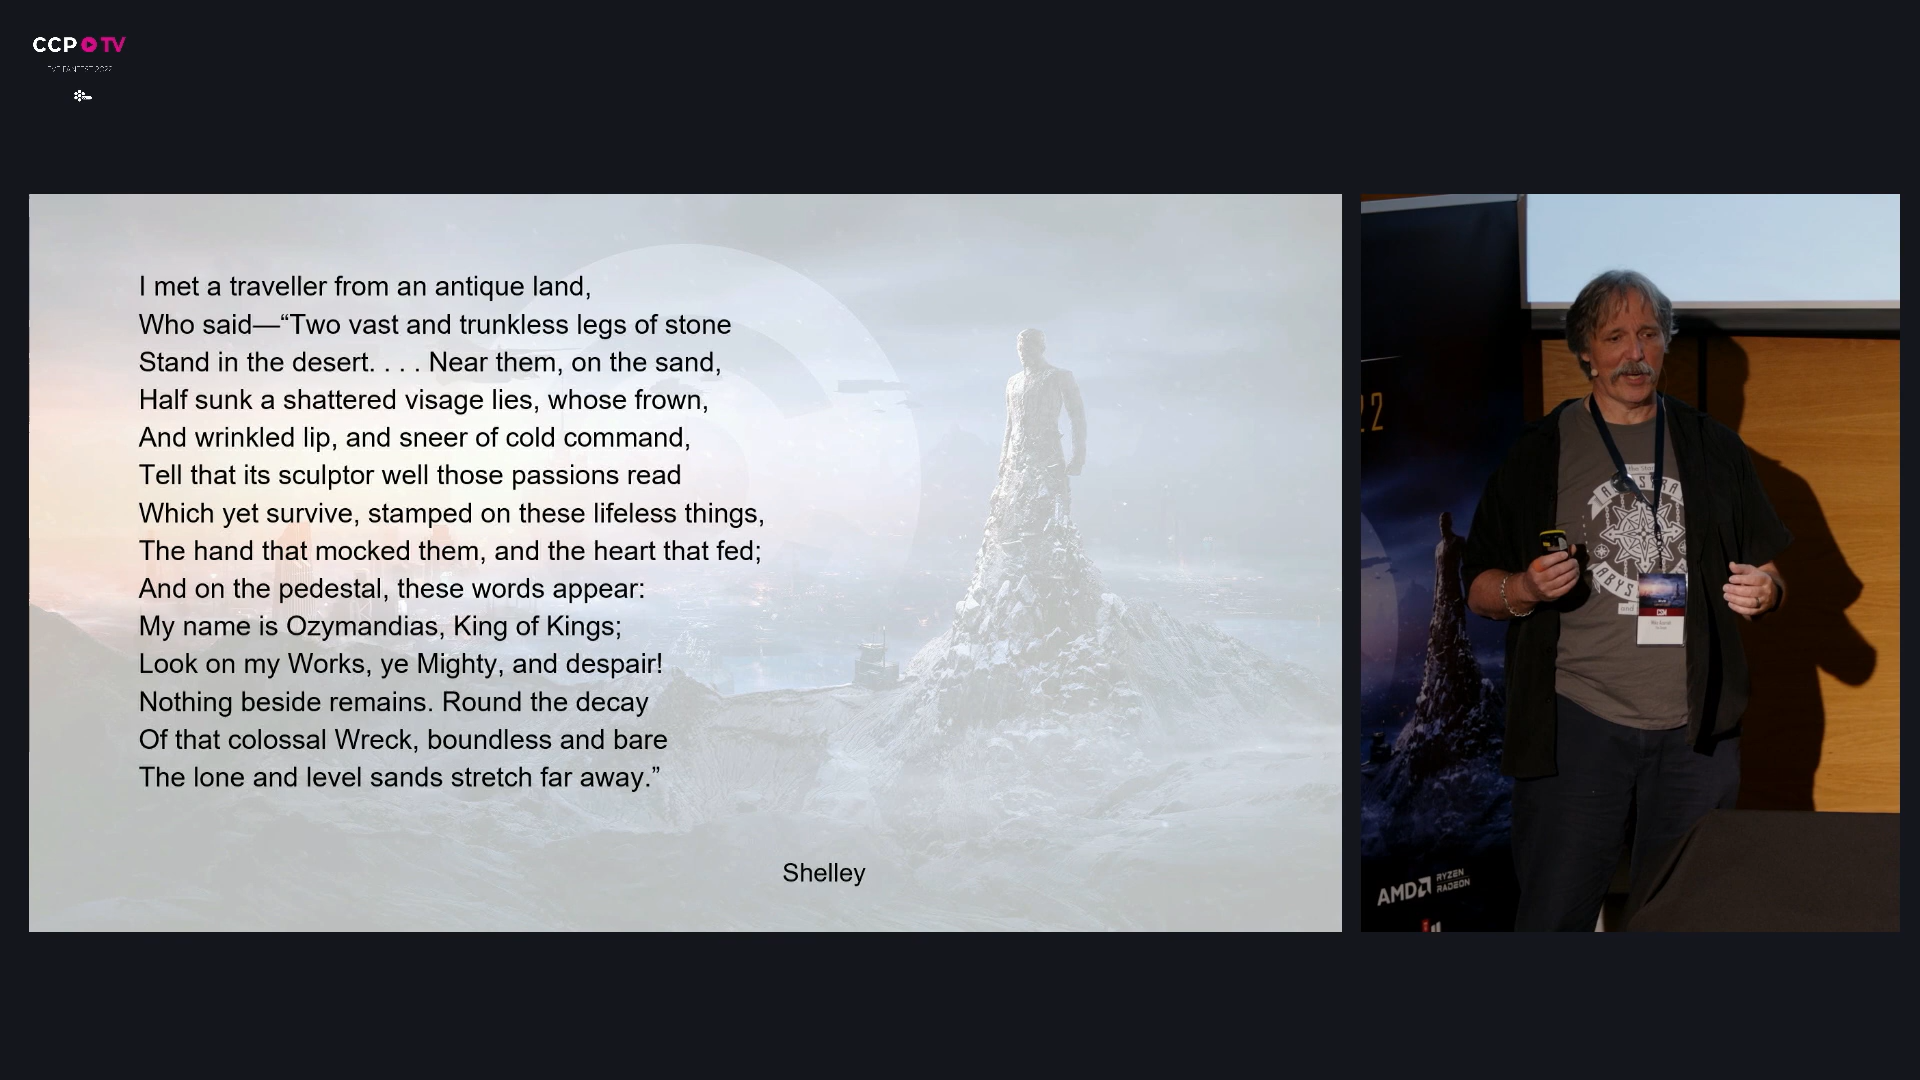 CCP TV
EVE FANFEST 2022
I met a traveller from an antique land,
Who said—“Two vast and trunkless legs of stone
Stand in the desert. . . . Near them, on the sand,
Half sunk a shattered visage lies, whose frown,
And wrinkled lip, and sneer of cold command,
Tell that its sculptor well those passions read
Which yet survive, stamped on these lifeless things,
The hand that mocked them, and the heart that fed;
And on the pedestal, these words appear:
My name is Ozymandias, King of Kings;
Look on my Works, ye Mighty, and despair!
Nothing beside remains. Round the decay
Of that colossal Wreck, boundless and bare
The lone and level sands stretch far away.”
Shelley
22
CSM
AMD
RYZEN
RADEON